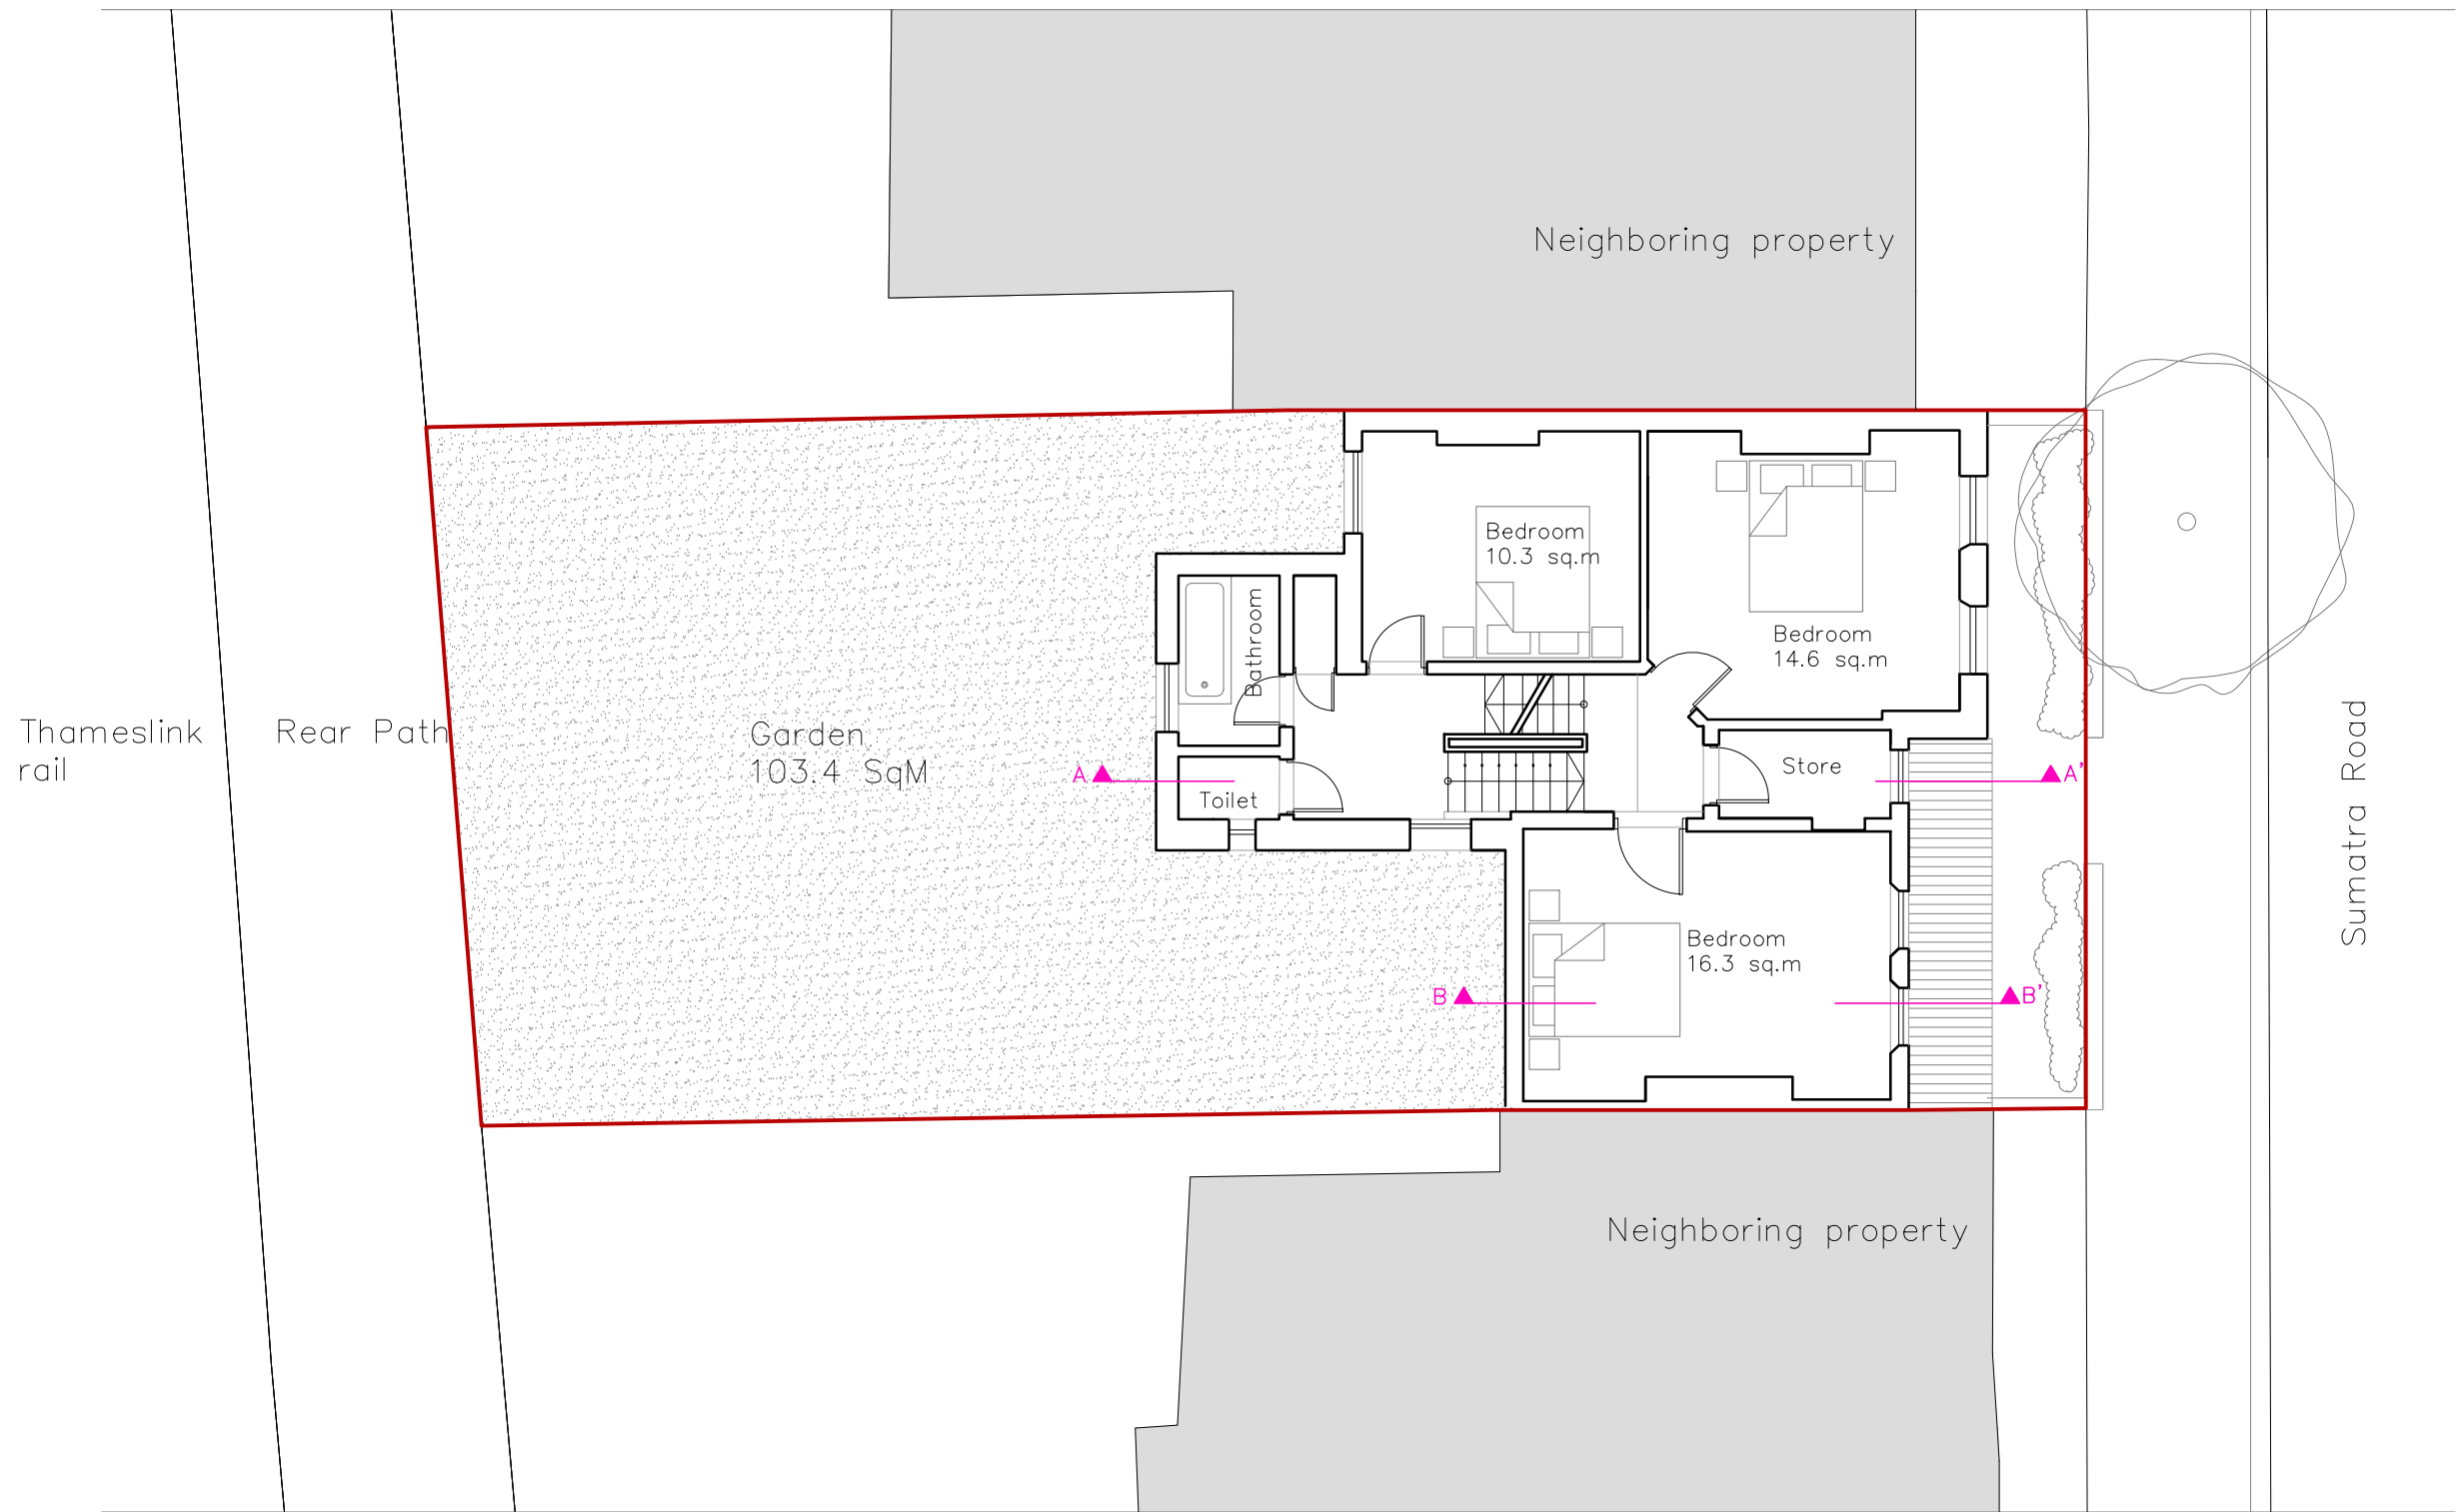 Neighboring property
Bedroom
10.3 sq.m
Bathroom
Bedroom
14.6 sq.m
Thameslink
rail
Rear Path
Garden
103.4 SqM
A
Toilet
Store
A'
Sumatra Road
Bedroom
16.3 sq.m
B
B'
Neighboring property